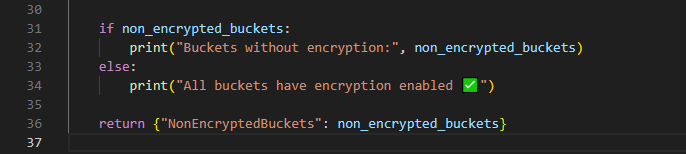 30
31 if non_encrypted_buckets:
32 print("Buckets without encryption:", non_encrypted_buckets)
33 else:
34 print("All buckets have encryption enabled ✅")
35
36 return {"NonEncryptedBuckets": non_encrypted_buckets}
37